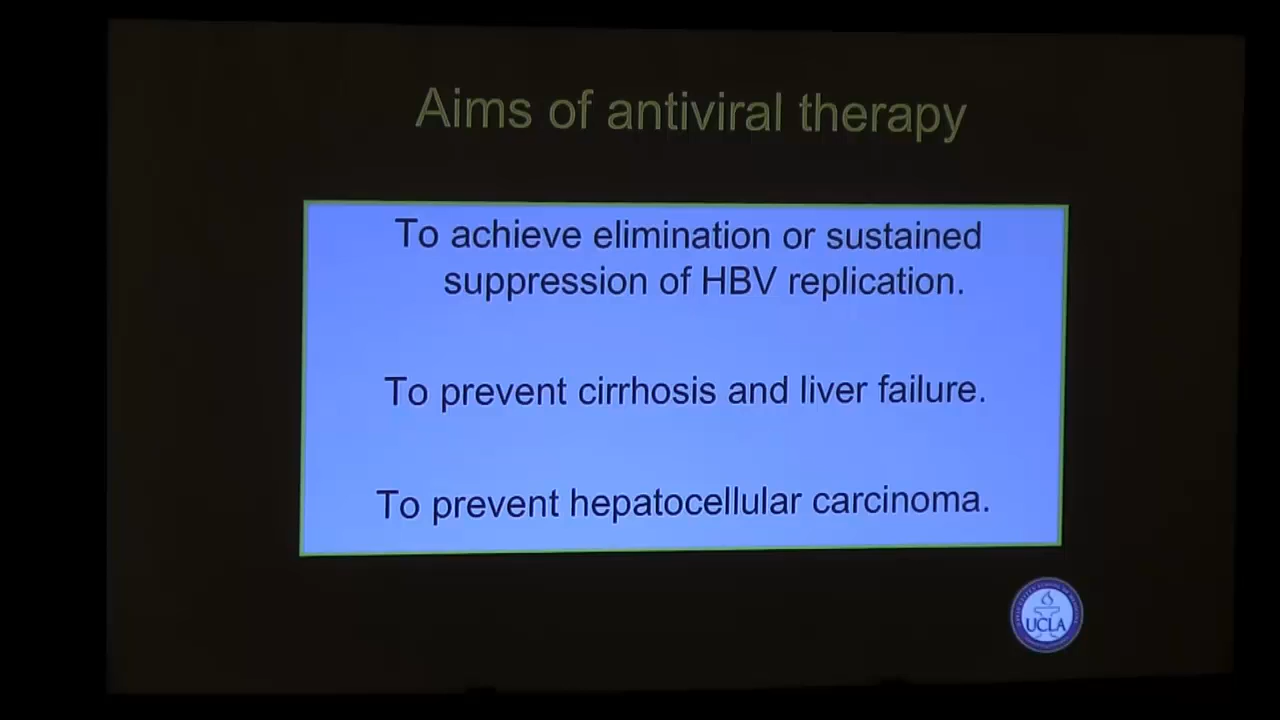 Aims of antiviral therapy
To achieve elimination or sustained
suppression of HBV replication.
To prevent cirrhosis and liver failure.
To prevent hepatocellular carcinoma.
UCLA